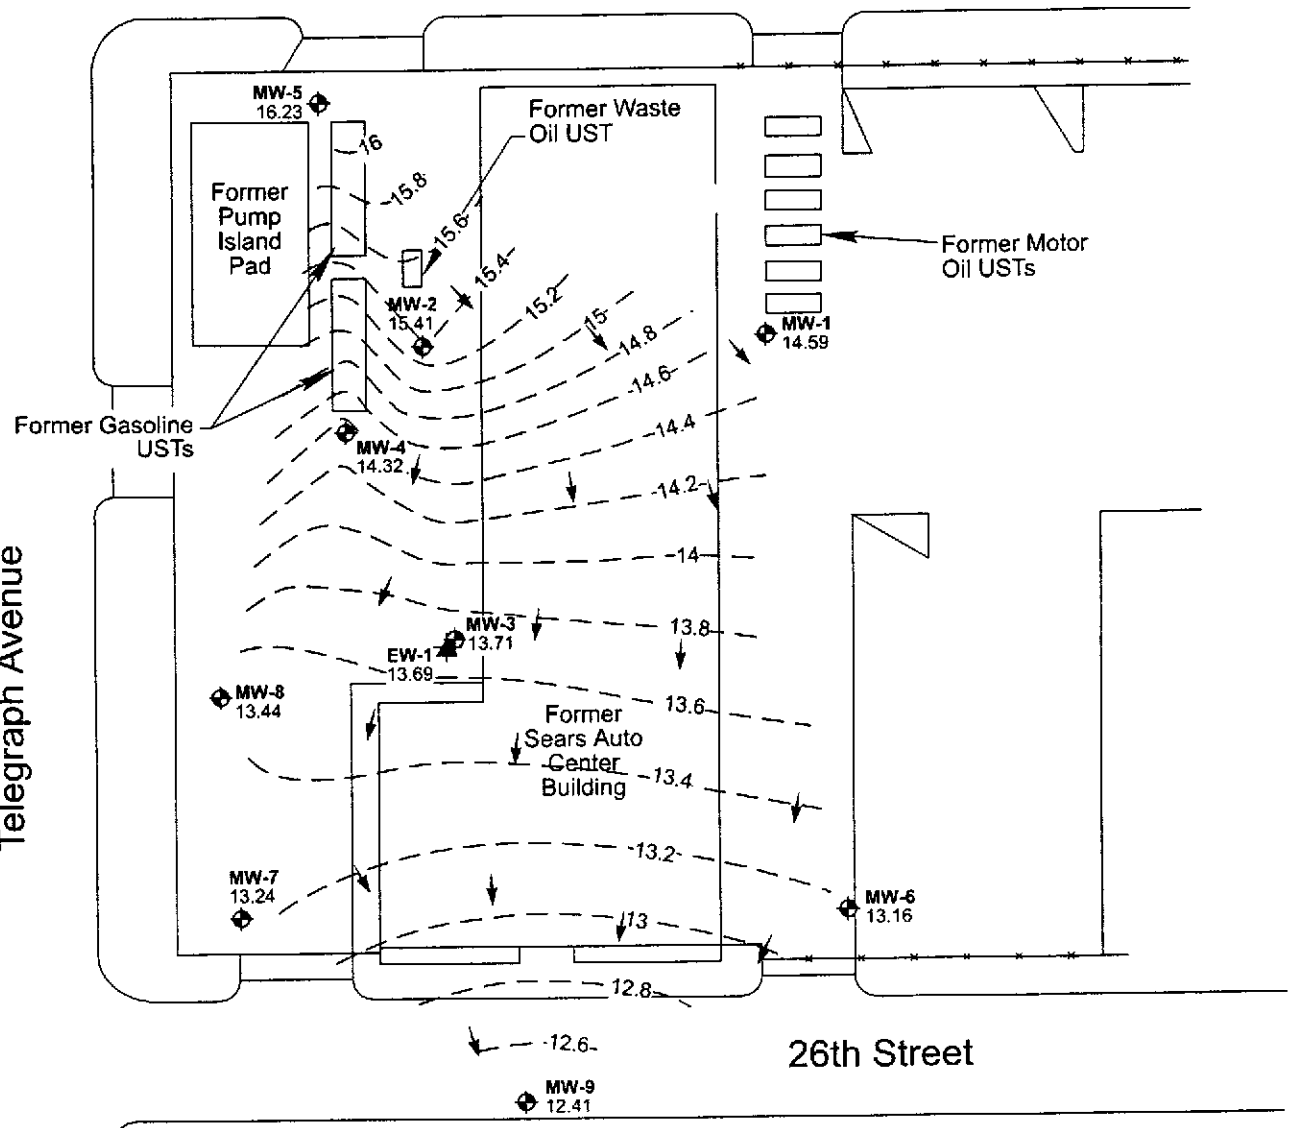 MW-5
16.23
Former Waste
Oil UST
16
15.8
Former
Pump
Island
Pad
15.6
15.4
Former Motor
Oil USTs
MW-2
15.41
15.2
15
14.8
MW-1
14.59
14.6
Former Gasoline
USTs
14.4
MW-4
14.32
14.2
14
Telegraph Avenue
MW-3
13.71
13.8
EW-1
13.69
MW-8
13.44
13.6
Former
Sears Auto
Center
Building
13.4
13.2
MW-7
13.24
MW-6
13.16
13
12.8
12.6
26th Street
MW-9
12.41